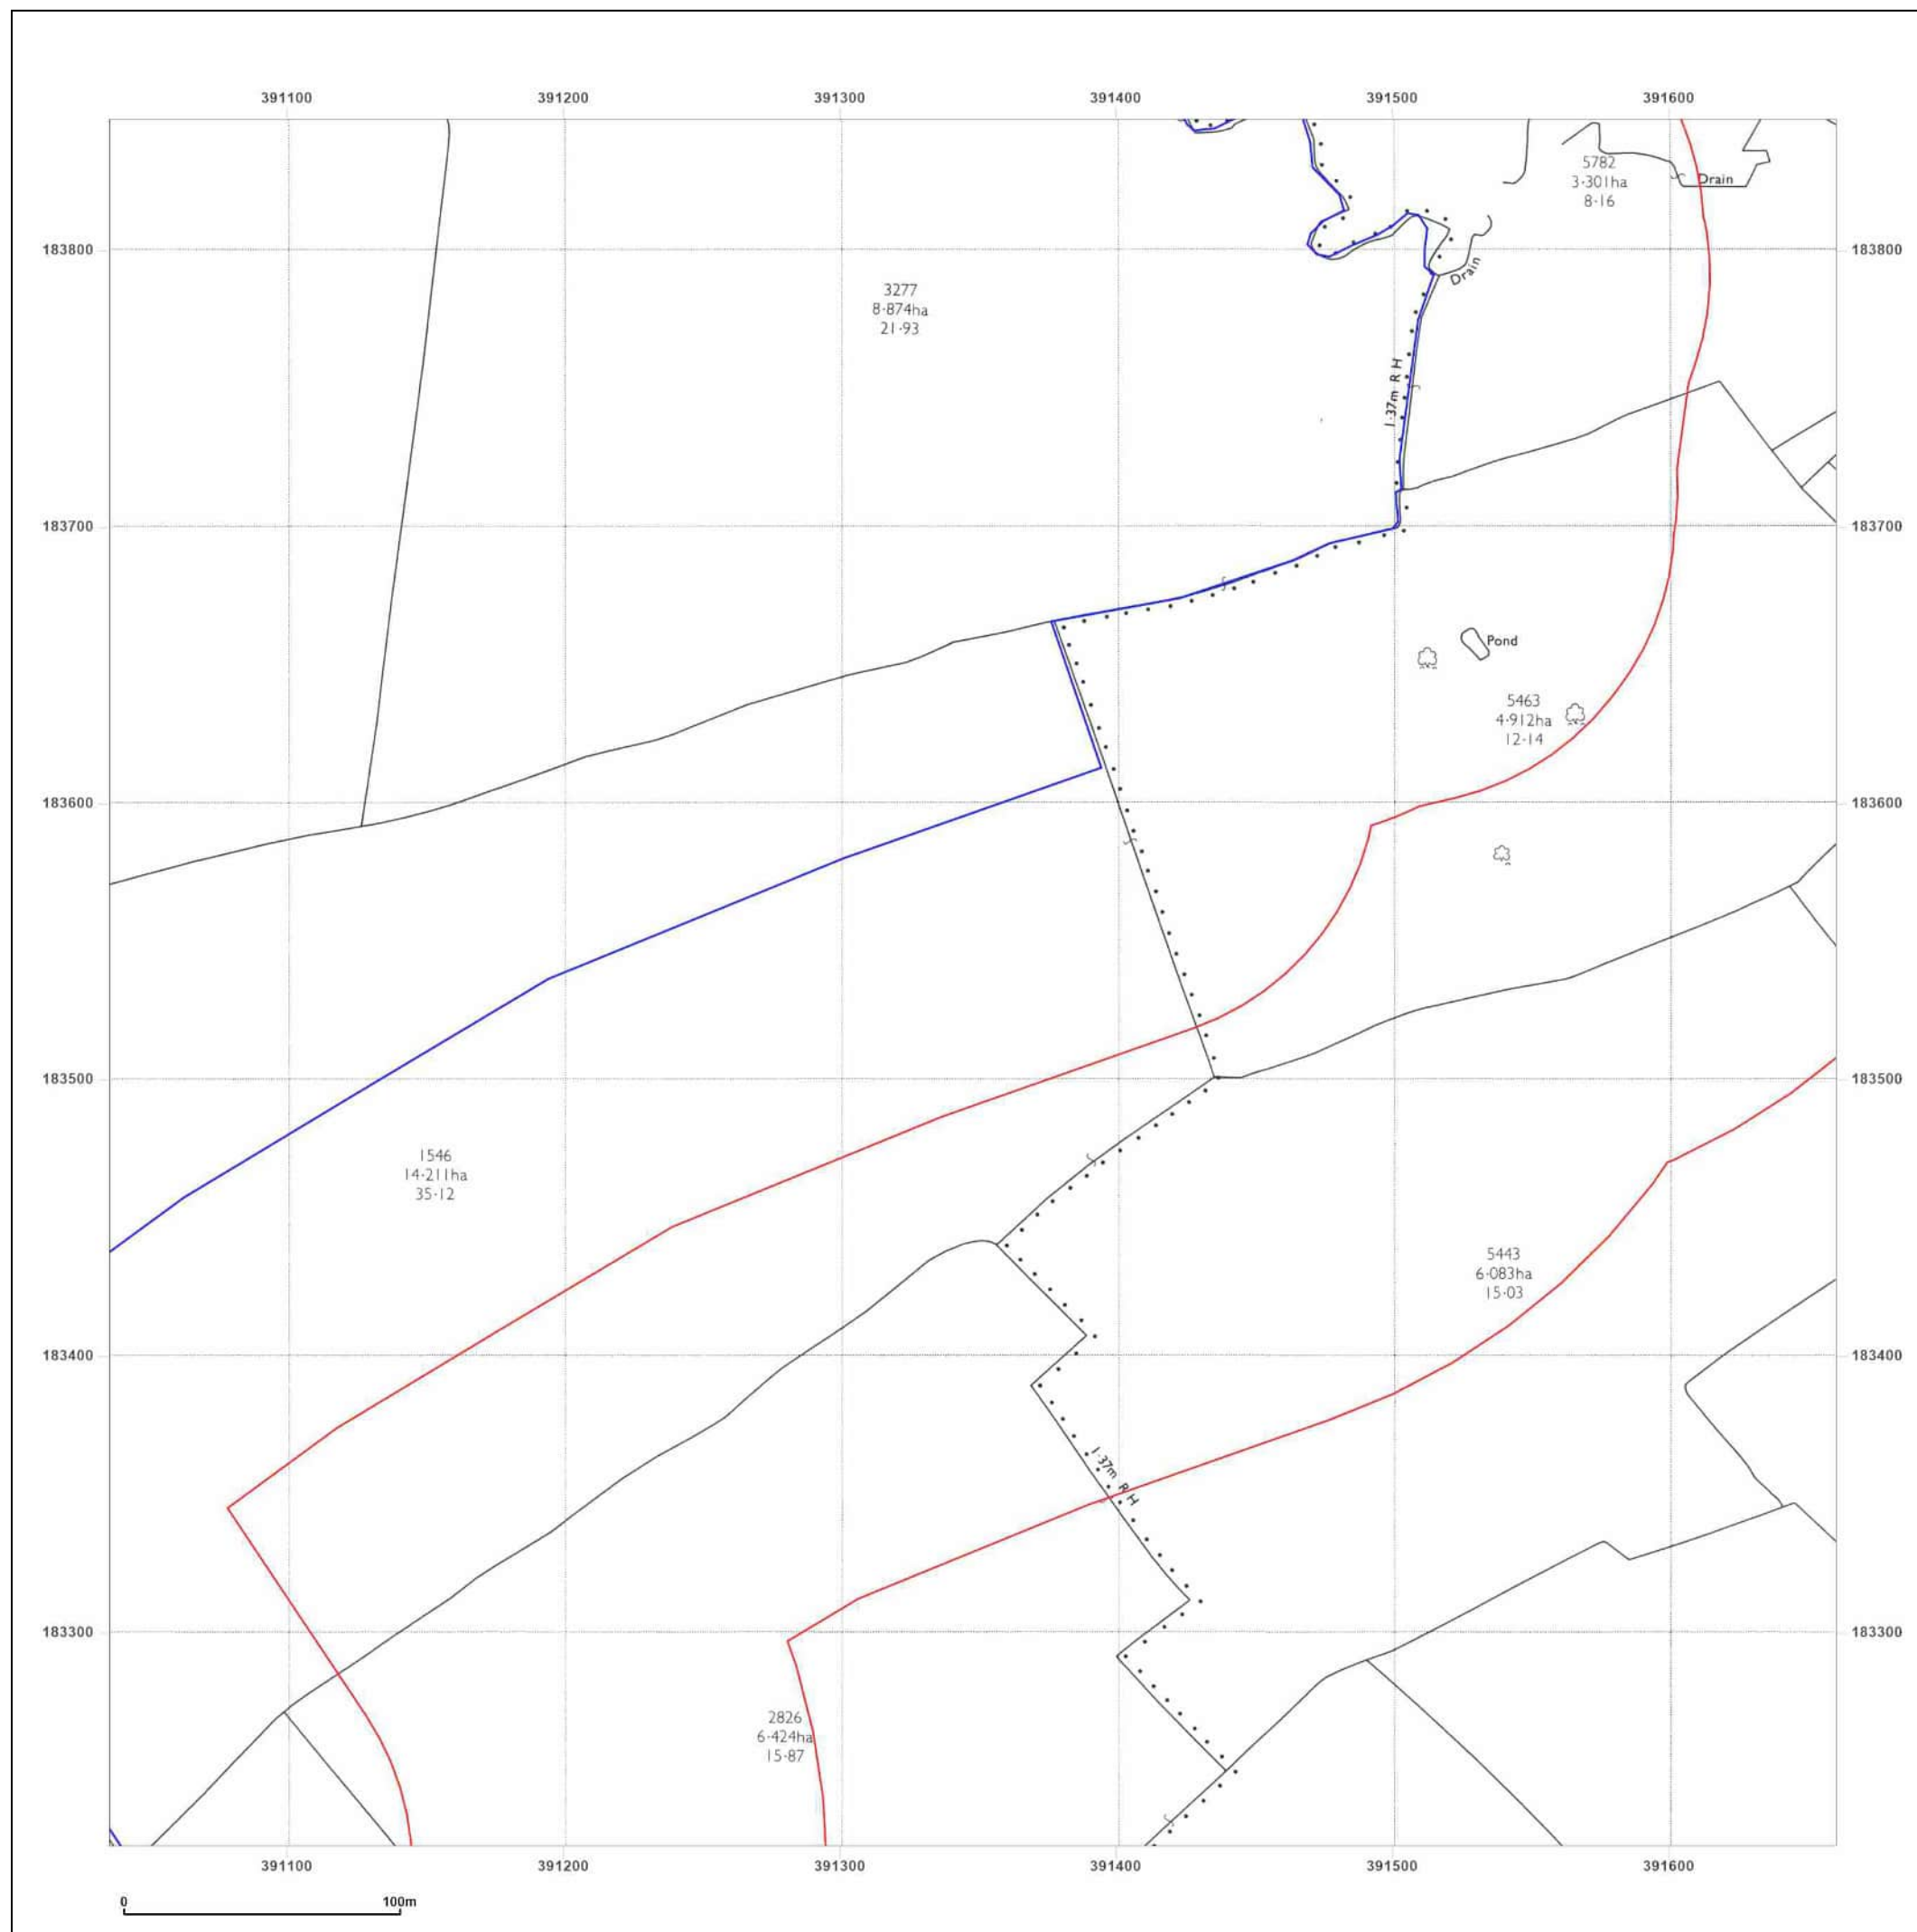 391100 391200 391300 391400 391500 391600
5782
3·301ha
8·16
Drain
183800 183800
Drain
3277
8·874ha
21·93
1·37m R H
183700 183700
Pond
5463
4·912ha
12·14
183600 183600
183500 183500
1546
14·211ha
35·12
5443
6·083ha
15·03
183400 183400
1·37m R H
183300 183300
2826
6·424ha
15·87
391100 391200 391300 391400 391500 391600
0 100m